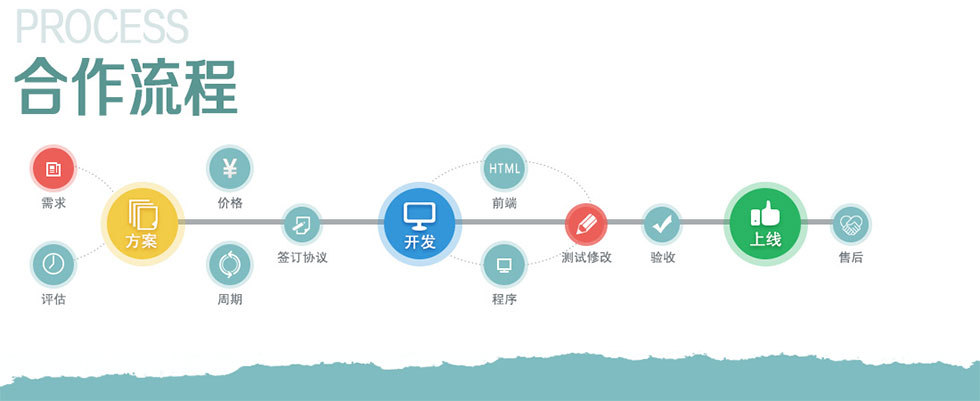 PROCESS
合作流程
需求
评估
方案
¥
价格
周期
签订协议
开发
HTML
前端
程序
测试修改
验收
上线
售后